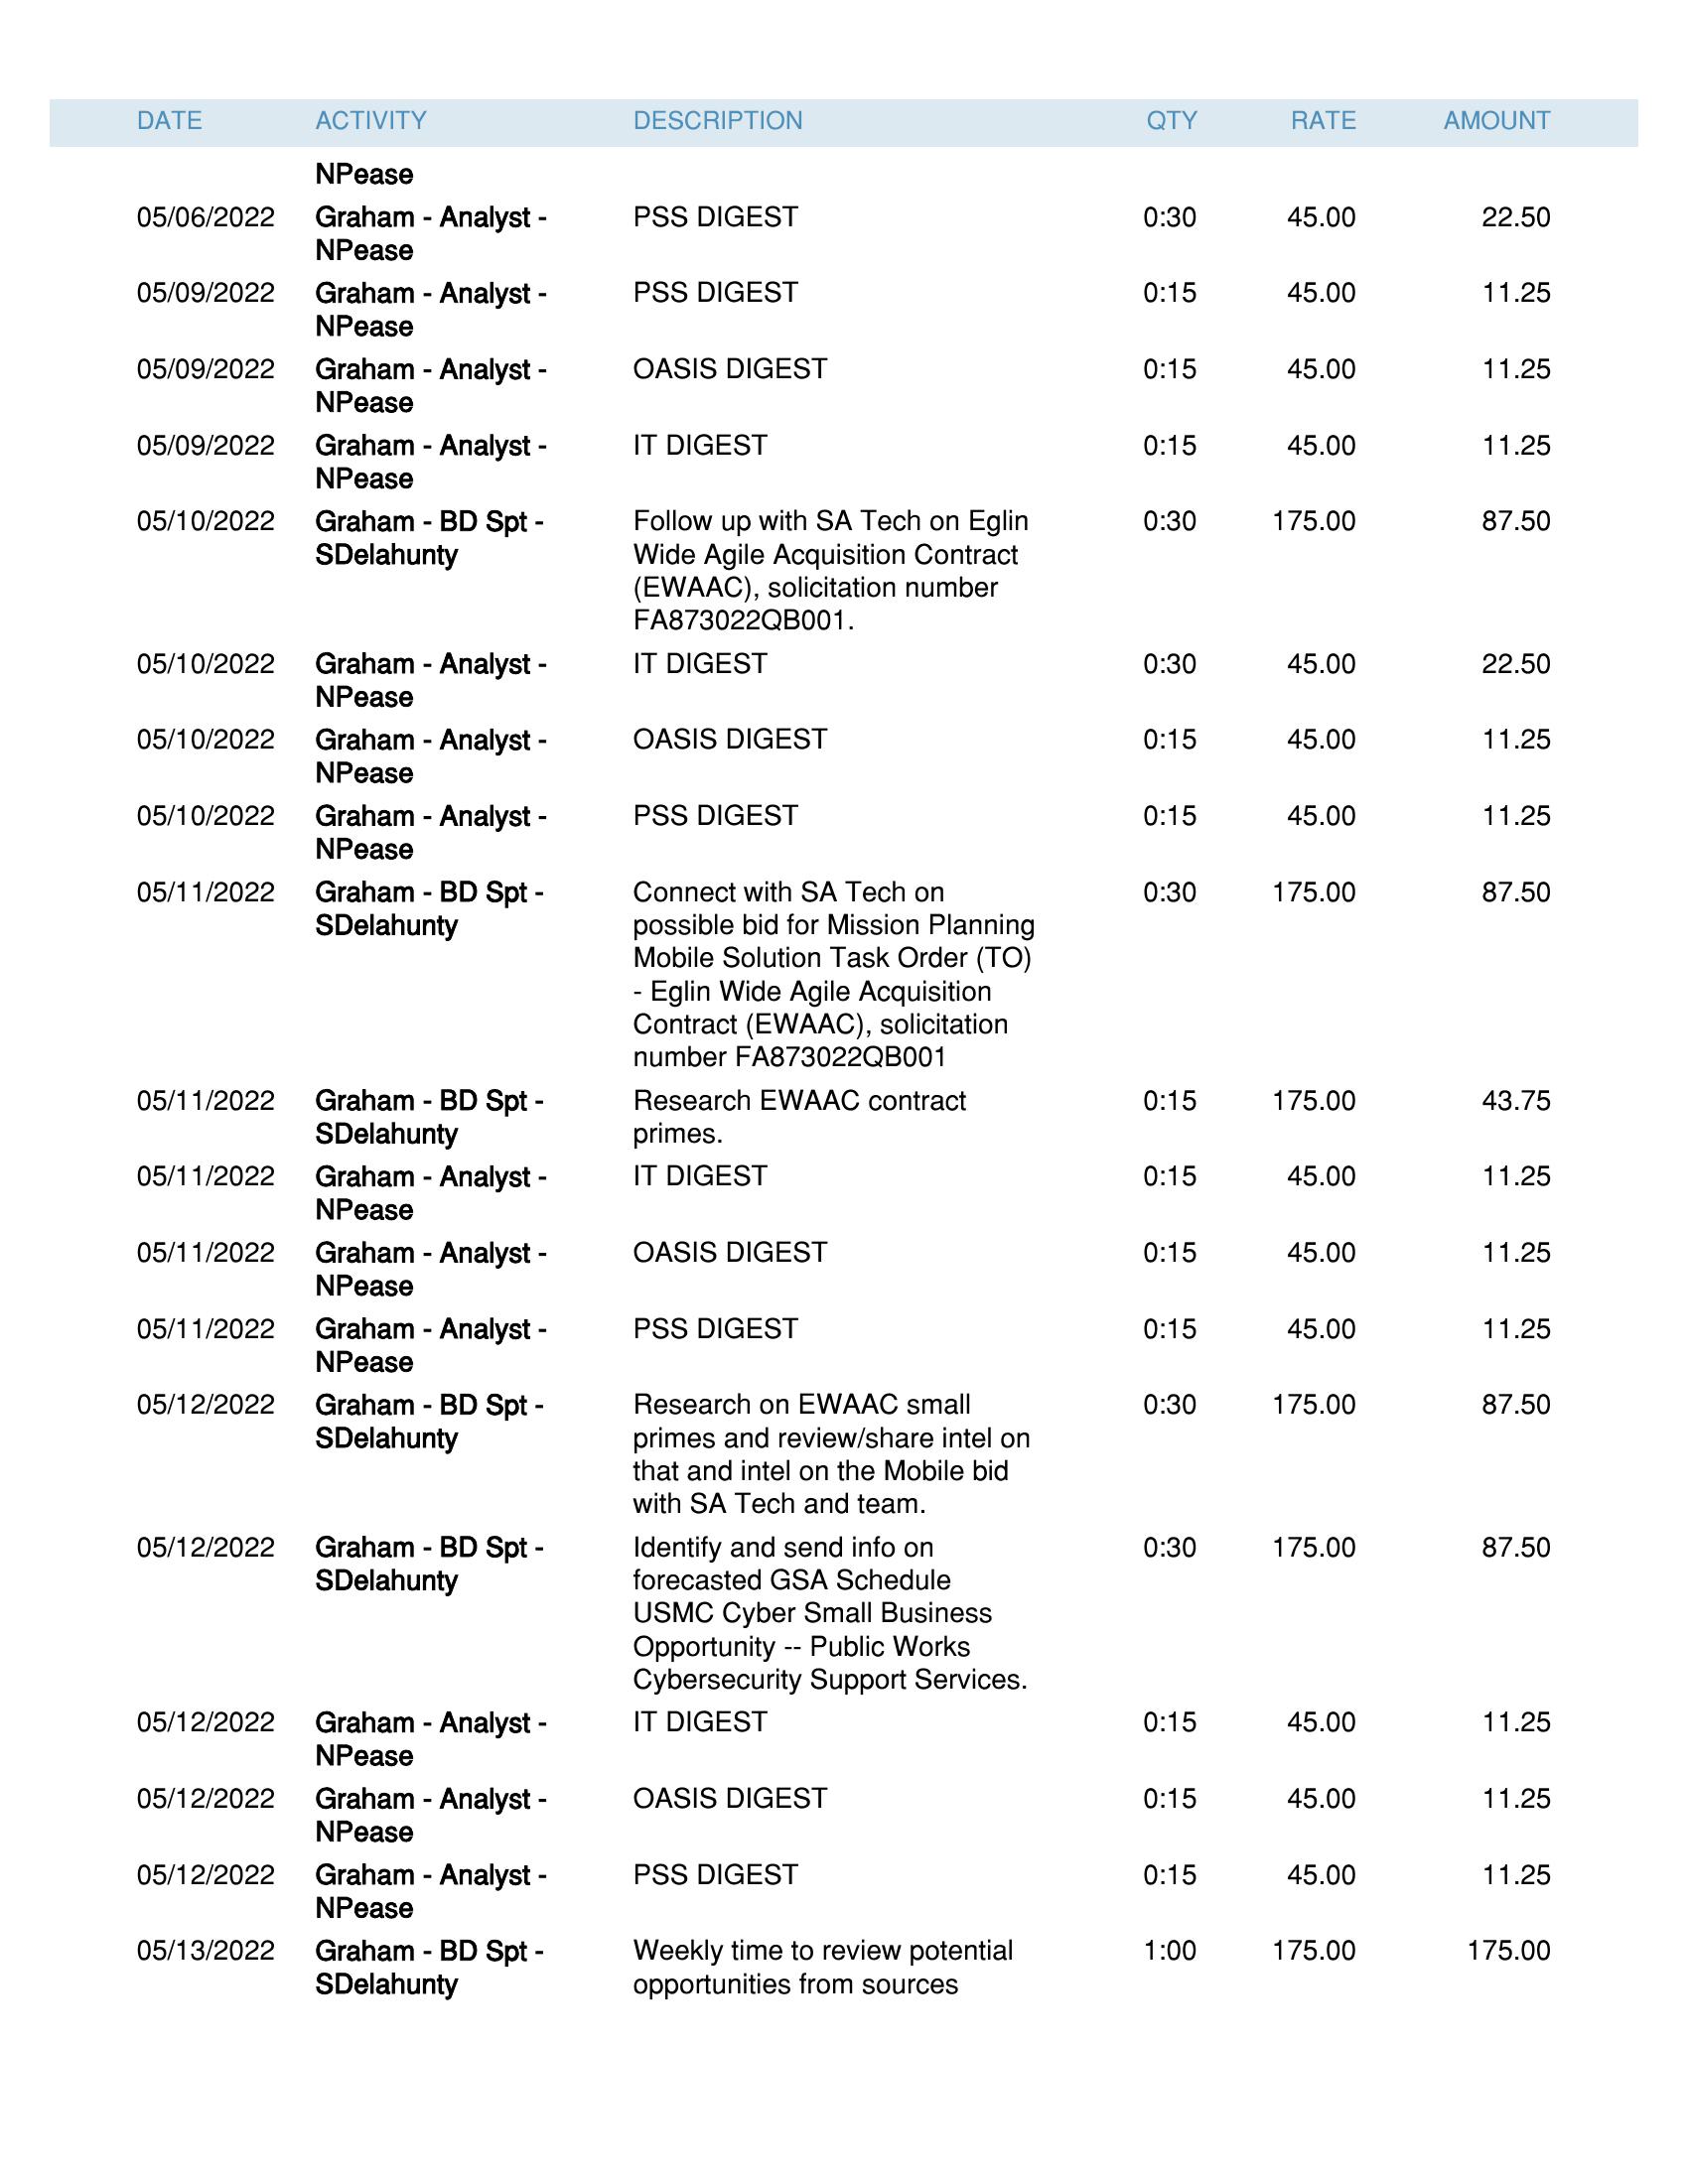 DATE ACTIVITY DESCRIPTION QTY RATE AMOUNT
NPease
05/06/2022 Graham - Analyst - PSS DIGEST 0:30 45.00 22.50
NPease
05/09/2022 Graham - Analyst - PSS DIGEST 0:15 45.00 11.25
NPease
05/09/2022 Graham - Analyst - OASIS DIGEST 0:15 45.00 11.25
NPease
05/09/2022 Graham - Analyst - IT DIGEST 0:15 45.00 11.25
NPease
05/10/2022 Graham - BD Spt - Follow up with SA Tech on Eglin 0:30 175.00 87.50
SDelahunty Wide Agile Acquisition Contract
(EWAAC), solicitation number
FA873022QB001.
05/10/2022 Graham - Analyst - IT DIGEST 0:30 45.00 22.50
NPease
05/10/2022 Graham - Analyst - OASIS DIGEST 0:15 45.00 11.25
NPease
05/10/2022 Graham - Analyst - PSS DIGEST 0:15 45.00 11.25
NPease
05/11/2022 Graham - BD Spt - Connect with SA Tech on 0:30 175.00 87.50
SDelahunty possible bid for Mission Planning
Mobile Solution Task Order (TO)
- Eglin Wide Agile Acquisition
Contract (EWAAC), solicitation
number FA873022QB001
05/11/2022 Graham - BD Spt - Research EWAAC contract 0:15 175.00 43.75
SDelahunty primes.
05/11/2022 Graham - Analyst - IT DIGEST 0:15 45.00 11.25
NPease
05/11/2022 Graham - Analyst - OASIS DIGEST 0:15 45.00 11.25
NPease
05/11/2022 Graham - Analyst - PSS DIGEST 0:15 45.00 11.25
NPease
05/12/2022 Graham - BD Spt - Research on EWAAC small 0:30 175.00 87.50
SDelahunty primes and review/share intel on
that and intel on the Mobile bid
with SA Tech and team.
05/12/2022 Graham - BD Spt - Identify and send info on 0:30 175.00 87.50
SDelahunty forecasted GSA Schedule
USMC Cyber Small Business
Opportunity -- Public Works
Cybersecurity Support Services.
05/12/2022 Graham - Analyst - IT DIGEST 0:15 45.00 11.25
NPease
05/12/2022 Graham - Analyst - OASIS DIGEST 0:15 45.00 11.25
NPease
05/12/2022 Graham - Analyst - PSS DIGEST 0:15 45.00 11.25
NPease
05/13/2022 Graham - BD Spt - Weekly time to review potential 1:00 175.00 175.00
SDelahunty opportunities from sources